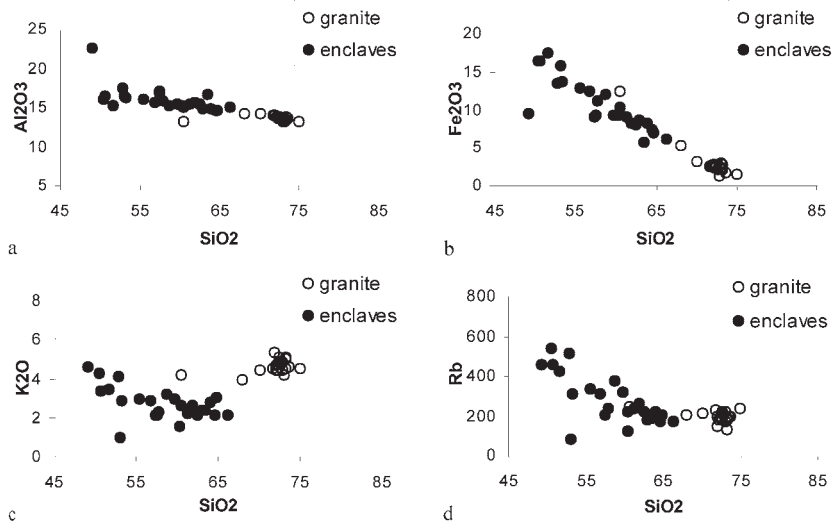 granite
enclaves
25
20
15
10
5
Al2O3
45
55
65
75
85
SiO2
a
granite
enclaves
20
15
10
5
0
Fe2O3
45
55
65
75
85
SiO2
b
granite
enclaves
8
6
4
2
0
K2O
45
55
65
75
85
SiO2
c
granite
enclaves
800
600
400
200
0
Rb
45
55
65
75
85
SiO2
d